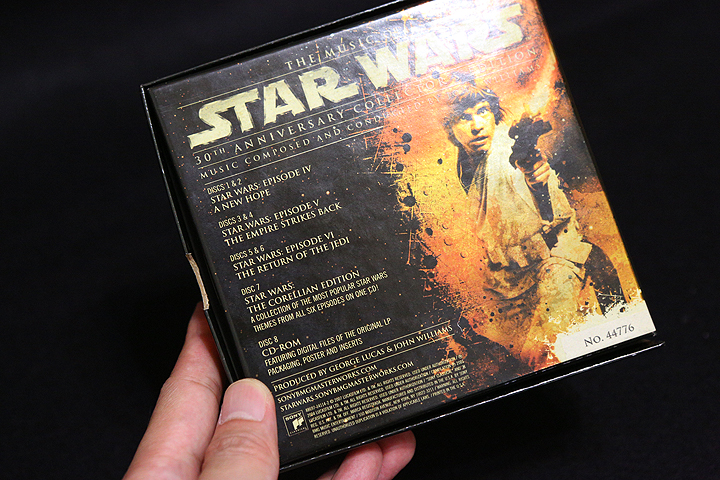 THE MUSIC OF
STAR WARS
30TH ANNIVERSARY COLLECTOR'S EDITION
MUSIC COMPOSED AND CONDUCTED
DISCS 1 & 2
STAR WARS: EPISODE IV
A NEW HOPE
DISCS 3 & 4
STAR WARS: EPISODE V
THE EMPIRE STRIKES BACK
DISCS 5 & 6
STAR WARS: EPISODE VI
THE RETURN OF THE JEDI
DISC 7
STAR WARS:
THE CORELLIAN EDITION
A COLLECTION OF THE MOST POPULAR STAR WARS
THEMES FROM ALL SIX EPISODES ON ONE CD!
DISC 8
CD-ROM
FEATURING DIGITAL FILES OF THE ORIGINAL LP
PACKAGING, POSTER AND INSERTS
PRODUCED BY GEORGE LUCAS & JOHN WILLIAMS
SONYBMGMASTERWORKS.COM
STARWARS.SONYBMGMASTERWORKS.COM
SONY
NO. 44776